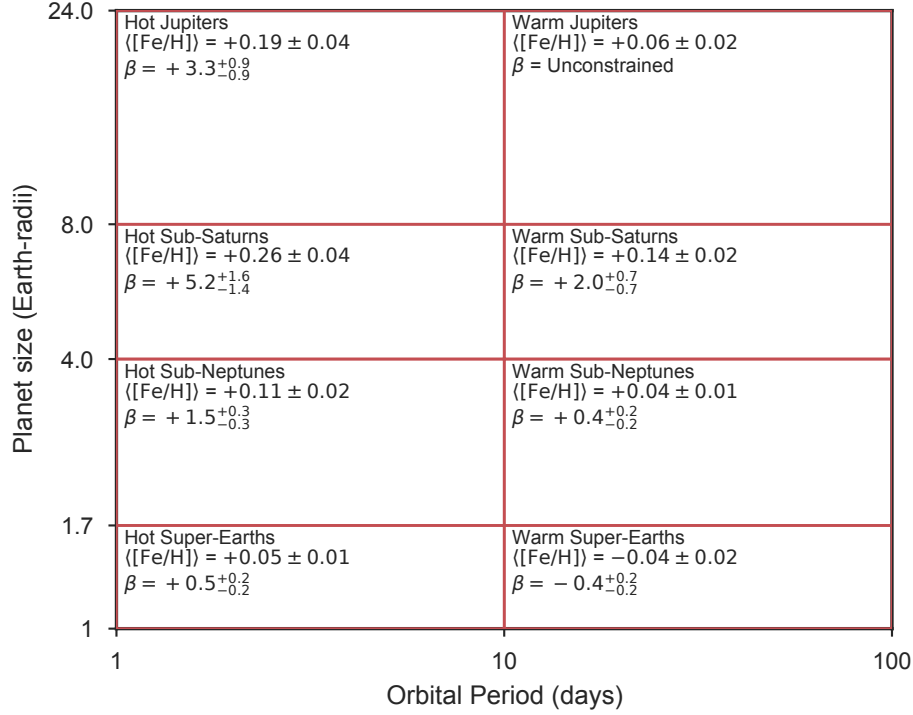 24.0
Hot Jupiters
⟨[Fe/H]⟩ = +0.19 ± 0.04
β = +3.3 +0.9 −0.9
Warm Jupiters
⟨[Fe/H]⟩ = +0.06 ± 0.02
β = Unconstrained
8.0
Hot Sub-Saturns
⟨[Fe/H]⟩ = +0.26 ± 0.04
β = +5.2 +1.6 −1.4
Warm Sub-Saturns
⟨[Fe/H]⟩ = +0.14 ± 0.02
β = +2.0 +0.7 −0.7
4.0
Hot Sub-Neptunes
⟨[Fe/H]⟩ = +0.11 ± 0.02
β = +1.5 +0.3 −0.3
Warm Sub-Neptunes
⟨[Fe/H]⟩ = +0.04 ± 0.01
β = +0.4 +0.2 −0.2
1.7
Hot Super-Earths
⟨[Fe/H]⟩ = +0.05 ± 0.01
β = +0.5 +0.2 −0.2
Warm Super-Earths
⟨[Fe/H]⟩ = −0.04 ± 0.02
β = −0.4 +0.2 −0.2
1
Planet size (Earth-radii)
1 10 100
Orbital Period (days)